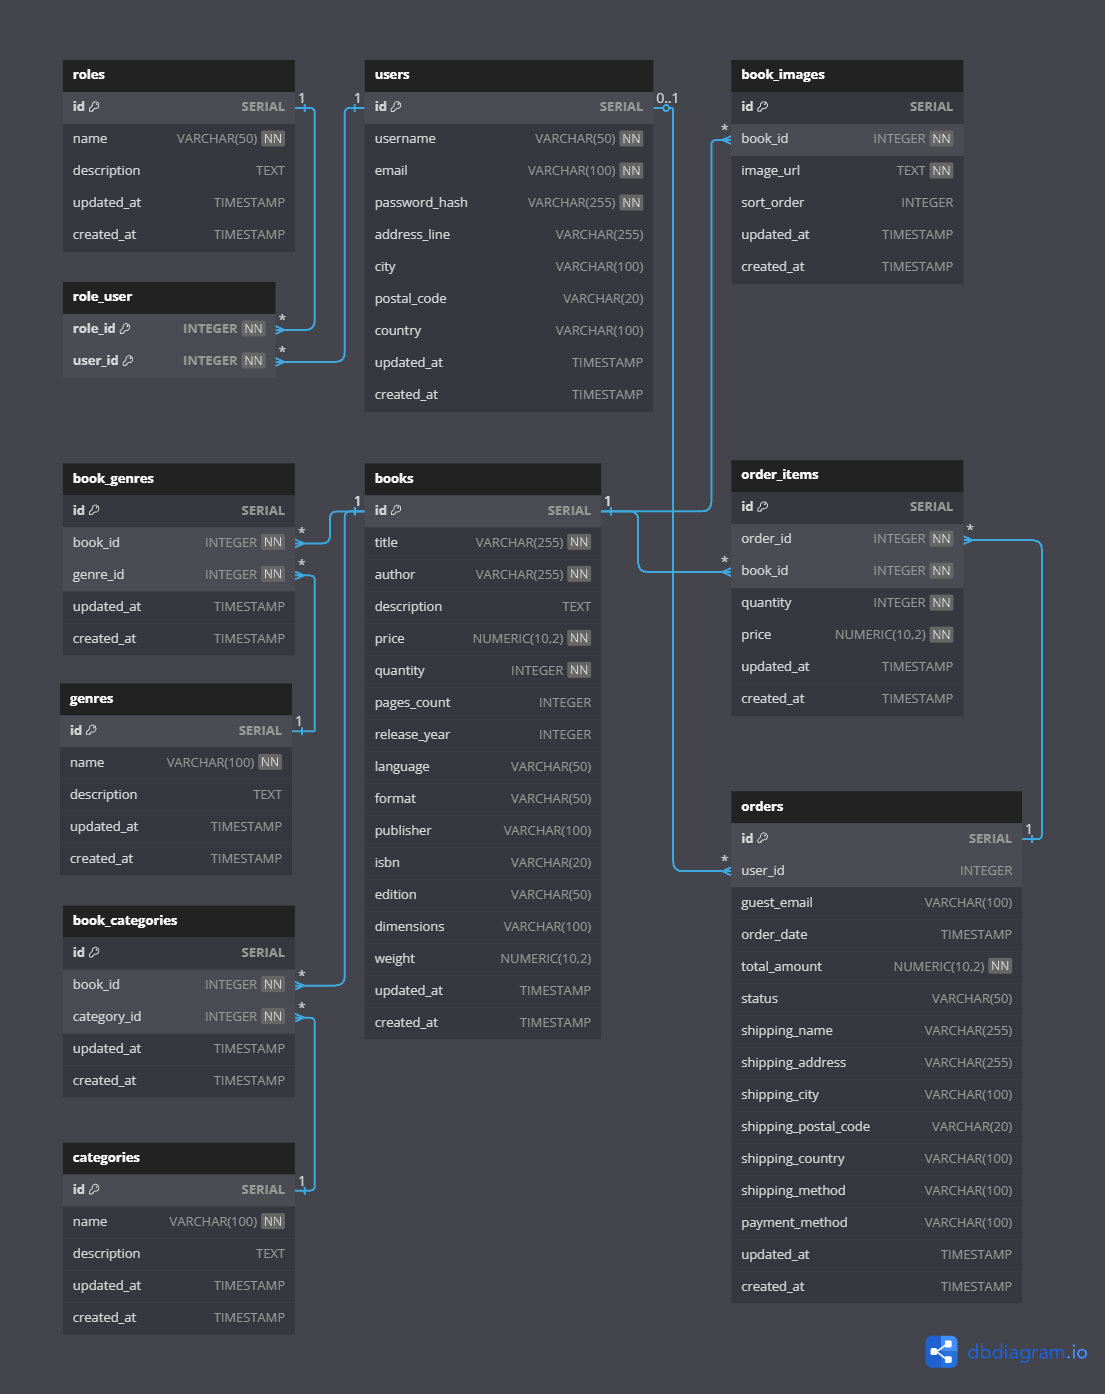 roles
id SERIAL
name VARCHAR(50) NN
description TEXT
updated_at TIMESTAMP
created_at TIMESTAMP
1
role_user
role_id INTEGER NN
user_id INTEGER NN
*
*
users
id SERIAL
username VARCHAR(50) NN
email VARCHAR(100) NN
password_hash VARCHAR(255) NN
address_line VARCHAR(255)
city VARCHAR(100)
postal_code VARCHAR(20)
country VARCHAR(100)
updated_at TIMESTAMP
created_at TIMESTAMP
1
0..1
book_images
id SERIAL
book_id INTEGER NN
image_url TEXT NN
sort_order INTEGER
updated_at TIMESTAMP
created_at TIMESTAMP
*
book_genres
id SERIAL
book_id INTEGER NN
genre_id INTEGER NN
updated_at TIMESTAMP
created_at TIMESTAMP
*
*
genres
id SERIAL
name VARCHAR(100) NN
description TEXT
updated_at TIMESTAMP
created_at TIMESTAMP
1
book_categories
id SERIAL
book_id INTEGER NN
category_id INTEGER NN
updated_at TIMESTAMP
created_at TIMESTAMP
*
*
categories
id SERIAL
name VARCHAR(100) NN
description TEXT
updated_at TIMESTAMP
created_at TIMESTAMP
1
books
id SERIAL
title VARCHAR(255) NN
author VARCHAR(255) NN
description TEXT
price NUMERIC(10,2) NN
quantity INTEGER NN
pages_count INTEGER
release_year INTEGER
language VARCHAR(50)
format VARCHAR(50)
publisher VARCHAR(100)
isbn VARCHAR(20)
edition VARCHAR(50)
dimensions VARCHAR(100)
weight NUMERIC(10,2)
updated_at TIMESTAMP
created_at TIMESTAMP
1
1
order_items
id SERIAL
order_id INTEGER NN
book_id INTEGER NN
quantity INTEGER NN
price NUMERIC(10,2) NN
updated_at TIMESTAMP
created_at TIMESTAMP
*
*
orders
id SERIAL
user_id INTEGER
guest_email VARCHAR(100)
order_date TIMESTAMP
total_amount NUMERIC(10,2) NN
status VARCHAR(50)
shipping_name VARCHAR(255)
shipping_address VARCHAR(255)
shipping_city VARCHAR(100)
shipping_postal_code VARCHAR(20)
shipping_country VARCHAR(100)
shipping_method VARCHAR(100)
payment_method VARCHAR(100)
updated_at TIMESTAMP
created_at TIMESTAMP
1
*
dbdiagram.io